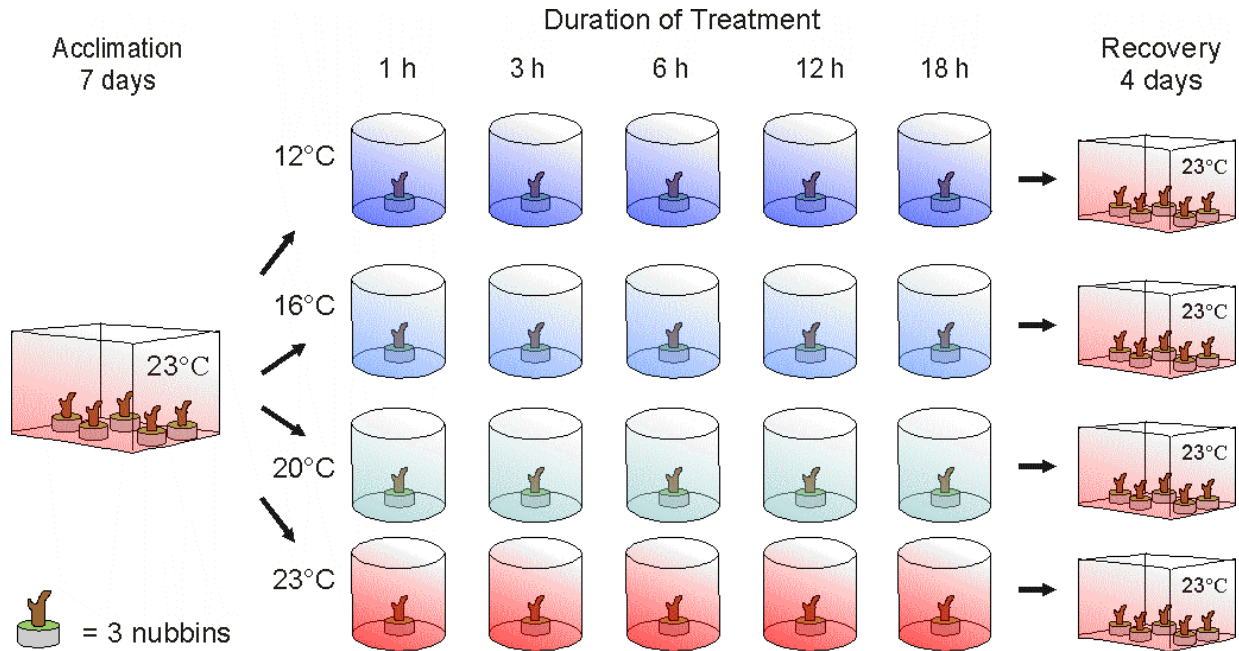 Duration of Treatment
Acclimation
7 days
1 h 3 h 6 h 12 h 18 h
Recovery
4 days
12°C
23°C
16°C
23°C
23°C
20°C
23°C
23°C
23°C
= 3 nubbins